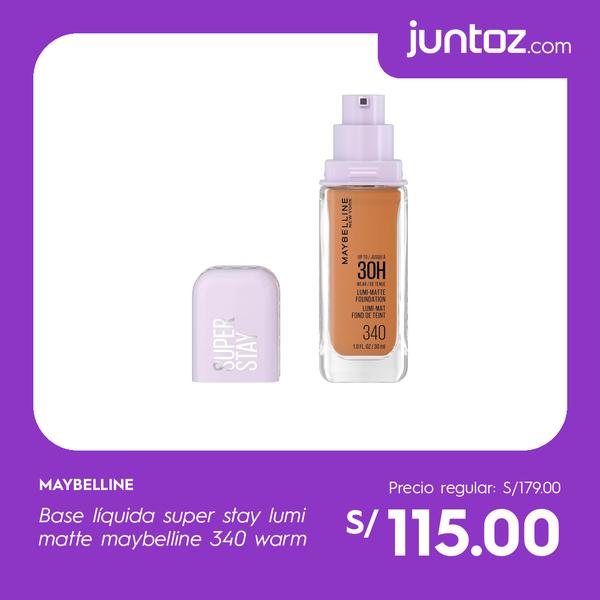 juntoz.com
MAYBELLINE
NEW YORK
UP TO / JUSQU'À
30H
WEAR / DE TENUE
LUMI-MATTE
FOUNDATION
LUMI-MAT
FOND DE TEINT
340
1.0 FL. OZ / 30 ml
SUPER
STAY
MAYBELLINE
Base líquida super stay lumi
matte maybelline 340 warm
Precio regular: S/179.00
S/115.00